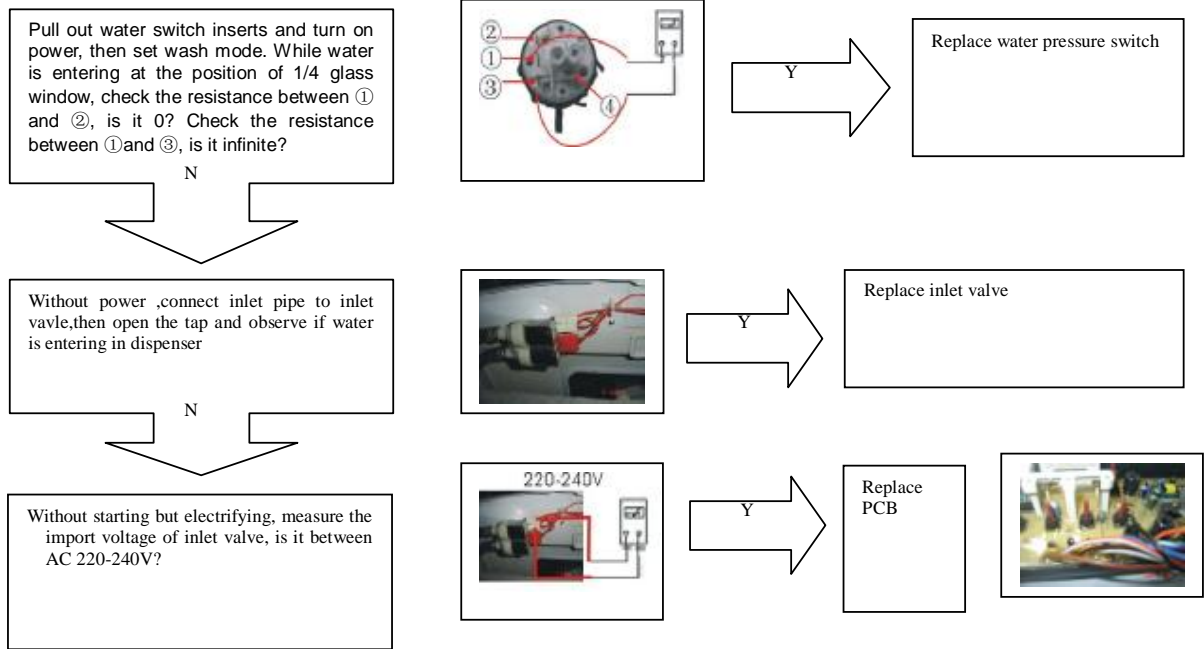 Pull out water switch inserts and turn on
power, then set wash mode. While water
is entering at the position of 1/4 glass
window, check the resistance between ①
and ②, is it 0? Check the resistance
between ①and ③, is it infinite?
N
②
①
③
④
Y
Replace water pressure switch
Without power ,connect inlet pipe to inlet
vavle,then open the tap and observe if water
is entering in dispenser
N
Y
Replace inlet valve
Without starting but electrifying, measure the
import voltage of inlet valve, is it between
AC 220-240V?
220-240V
Y
Replace
PCB